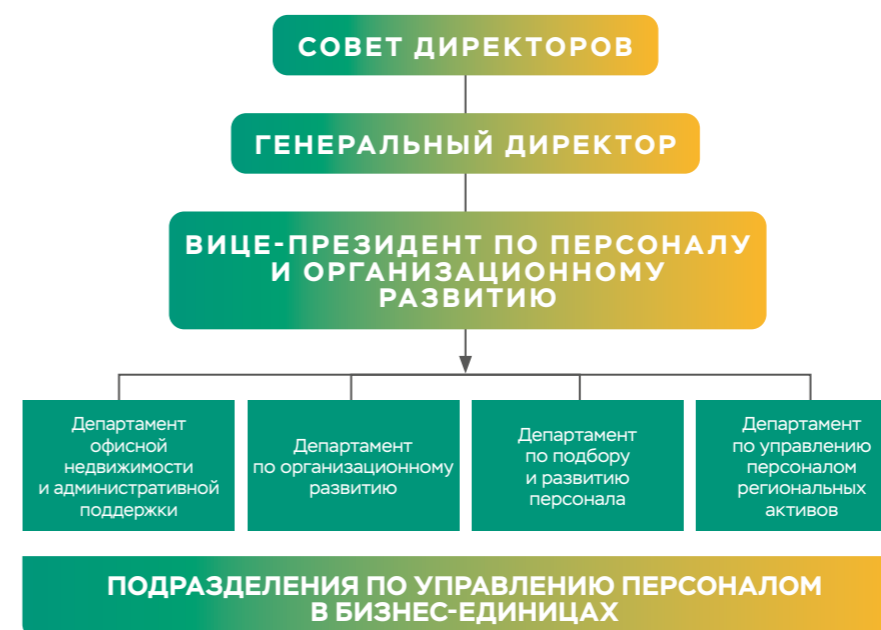 СОВЕТ ДИРЕКТОРОВ
ГЕНЕРАЛЬНЫЙ ДИРЕКТОР
ВИЦЕ-ПРЕЗИДЕНТ ПО ПЕРСОНАЛУ
И ОРГАНИЗАЦИОННОМУ
РАЗВИТИЮ
Департамент
офисной
недвижимости
и административной
поддержки
Департамент
по организационному
развитию
Департамент
по подбору
и развитию
персонала
Департамент
по управлению
персоналом
региональных
активов
ПОДРАЗДЕЛЕНИЯ ПО УПРАВЛЕНИЮ ПЕРСОНАЛОМ
В БИЗНЕС-ЕДИНИЦАХ